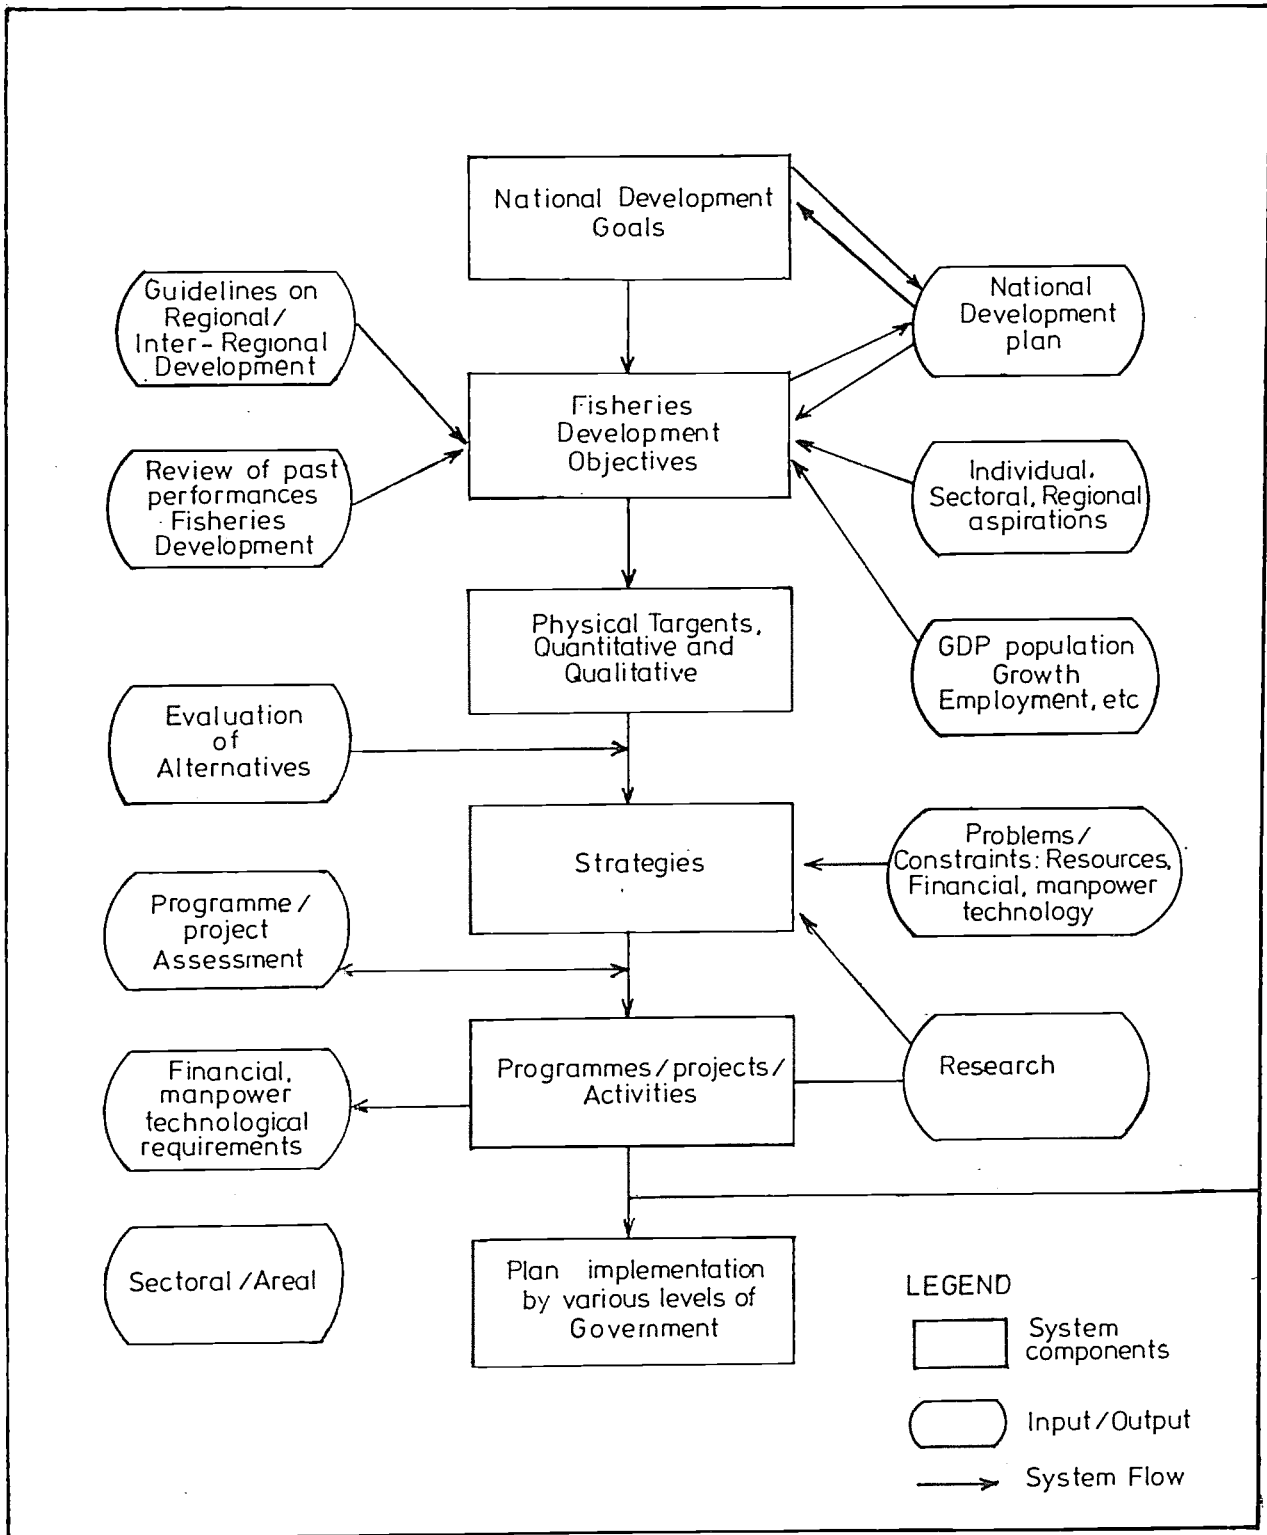 National Development
Goals
Guidelines on
Regional/
Inter-Regional
Development
National
Development
plan
Fisheries
Development
Objectives
Review of past
performances
Fisheries
Development
Individual,
Sectoral, Regional
aspirations
Physical Targents,
Quantitative and
Qualitative
GDP population
Growth
Employment, etc
Evaluation
of
Alternatives
Strategies
Problems/
Constraints: Resources,
Financial, manpower
technology
Programme/
project
Assessment
Programmes/projects/
Activities
Research
Financial,
manpower
technological
requirements
Sectoral/Areal
Plan implementation
by various levels of
Government
LEGEND
System
components
Input/Output
System Flow